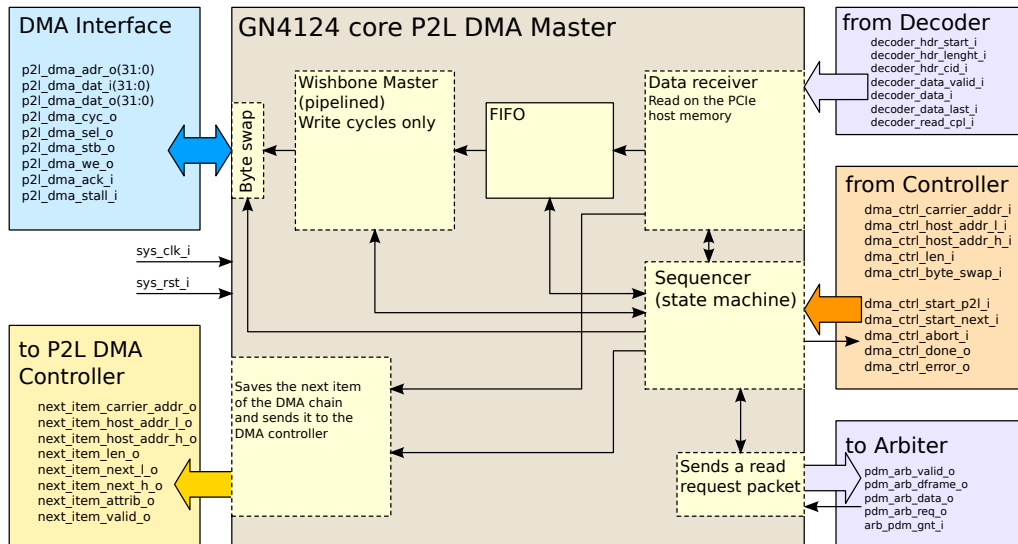 DMA Interface
p2l_dma_adr_o(31:0)
p2l_dma_dat_i(31:0)
p2l_dma_dat_o(31:0)
p2l_dma_cyc_o
p2l_dma_sel_o
p2l_dma_stb_o
p2l_dma_we_o
p2l_dma_ack_i
p2l_dma_stall_i
sys_clk_i
sys_rst_i
to P2L DMA
Controller
next_item_carrier_addr_o
next_item_host_addr_l_o
next_item_host_addr_h_o
next_item_len_o
next_item_next_l_o
next_item_next_h_o
next_item_attrib_o
next_item_valid_o
GN4124 core P2L DMA Master
Byte swap
Wishbone Master
(pipelined)
Write cycles only
FIFO
Data receiver
Read on the PCIe
host memory
Sequencer
(state machine)
Saves the next item
of the DMA chain
and sends it to the
DMA controller
Sends a read
request packet
from Decoder
decoder_hdr_start_i
decoder_hdr_lenght_i
decoder_hdr_cid_i
decoder_data_valid_i
decoder_data_i
decoder_data_last_i
decoder_read_cpl_i
from Controller
dma_ctrl_carrier_addr_i
dma_ctrl_host_addr_l_i
dma_ctrl_host_addr_h_i
dma_ctrl_len_i
dma_ctrl_byte_swap_i
dma_ctrl_start_p2l_i
dma_ctrl_start_next_i
dma_ctrl_abort_i
dma_ctrl_done_o
dma_ctrl_error_o
to Arbiter
pdm_arb_valid_o
pdm_arb_dframe_o
pdm_arb_data_o
pdm_arb_req_o
arb_pdm_gnt_i